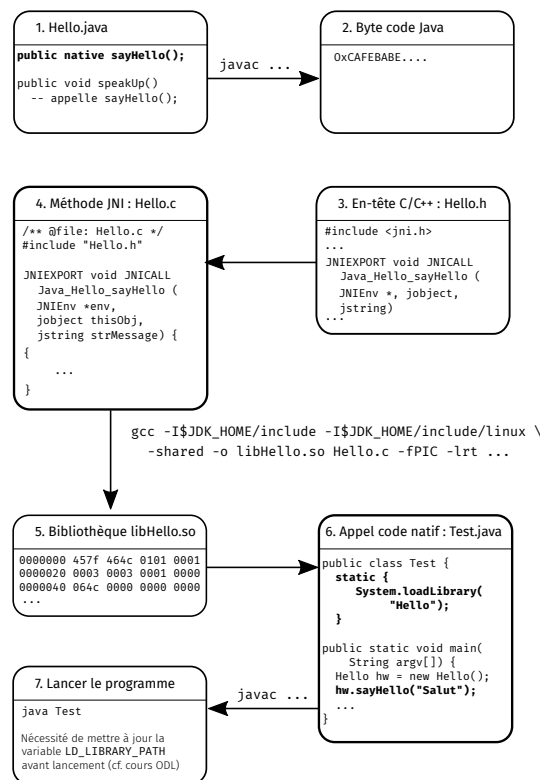 1. Hello.java
public native sayHello();
public void speakUp()
-- appelle sayHello();
javac ...
2. Byte code Java
0xCAFEBABE....
3. En-tête C/C++ : Hello.h
#include <jni.h>
...
JNIEXPORT void JNICALL
Java_Hello_sayHello (
JNIEnv *, jobject,
jstring)
...
4. Méthode JNI : Hello.c
/** @file: Hello.c */
#include "Hello.h"
JNIEXPORT void JNICALL
Java_Hello_sayHello (
JNIEnv *env,
jobject thisObj,
jstring strMessage) {
{
...
}
gcc -I$JDK_HOME/include -I$JDK_HOME/include/linux \
-shared -o libHello.so Hello.c -fPIC -lrt ...
5. Bibliothèque libHello.so
0000000 457f 464c 0101 0001
0000020 0003 0003 0001 0000
0000040 064c 0000 0000 0000
...
6. Appel code natif : Test.java
public class Test {
static {
System.loadLibrary(
"Hello");
}
public static void main(
String argv[]) {
Hello hw = new Hello();
hw.sayHello("Salut");
...
}
javac ...
7. Lancer le programme
java Test
Nécessité de mettre à jour la
variable LD_LIBRARY_PATH
avant lancement (cf. cours ODL)